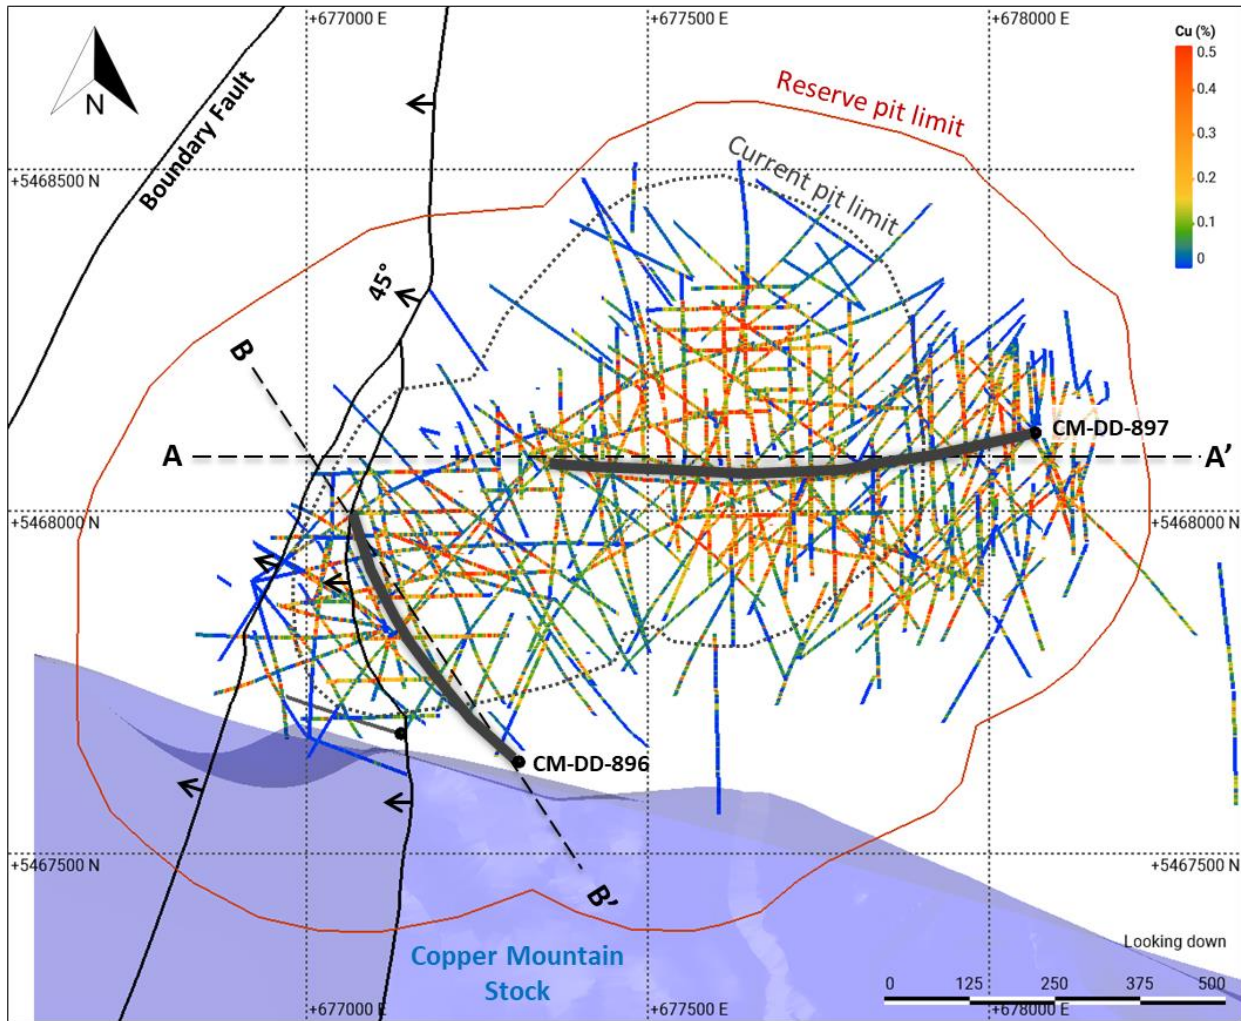 +677000 E
+677500 E
+678000 E
Cu (%)
0.5
0.4
0.3
0.2
0.1
0
N
Boundary Fault
Reserve pit limit
Current pit limit
+5468500 N
45°
B
A
A’
CM-DD-897
+5468000 N
+5468000 N
CM-DD-896
+5467500 N
+5467500 N
B’
Copper Mountain
Stock
Looking down
0 125 250 375 500
+677000 E
+677500 E
+678000 E